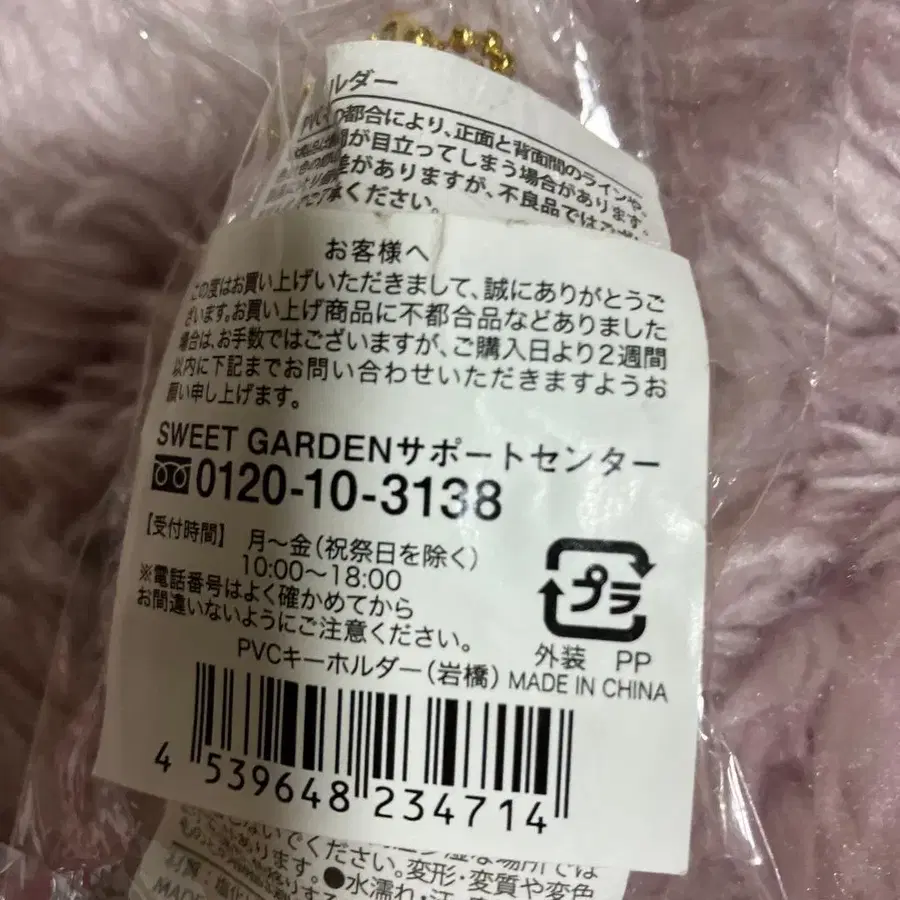 ルダー
都合により、正面と背面間のラインや、
間が目立ってしまう場合があります。
差がありますが、不良品では
ご了承ください。
お客様へ
この度はお買い上げいただきまして、誠にありがとうご
ざいます。お買い上げ商品に不都合品などありました
場合は、お手数ではございますが、ご購入日より2週間
以内に下記までお問い合わせいただきますようお
願い申し上げます。
SWEET GARDENサポートセンター
0120-10-3138
【受付時間】 月〜金(祝祭日を除く)
10:00〜18:00
※電話番号はよく確かめてから
お間違いないようにご注意ください。
プラ
外装 PP
PVCキーホルダー(岩橋) MADE IN CHINA
4 539648 234714
しないでください。
あります。変形・変質や変色
●水濡れ・汗
MADE